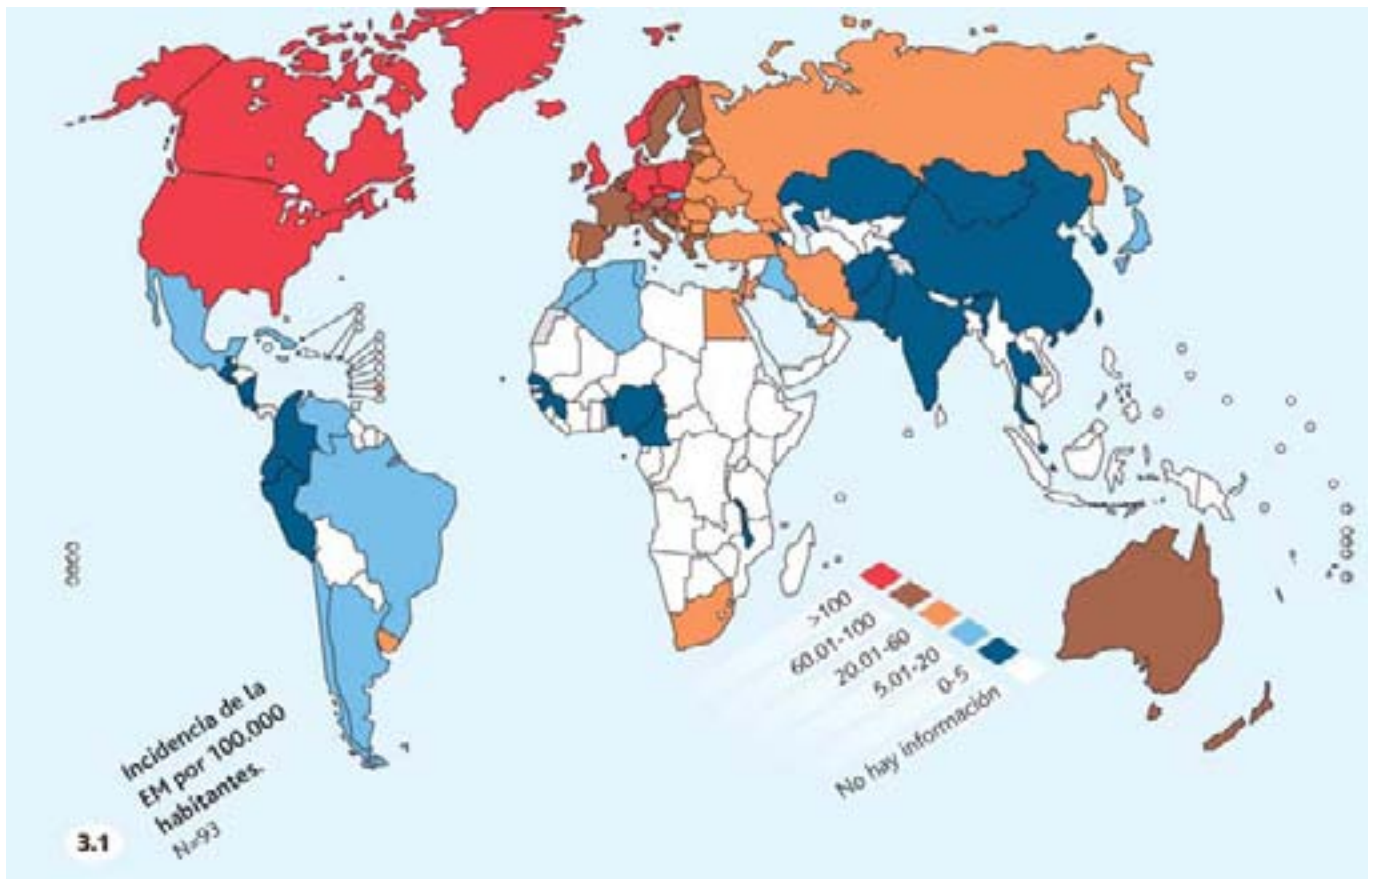 >100
60.01-100
20.01-60
5.01-20
0-5
No hay información
Incidencia de la
EM por 100.000
habitantes.
N=93
3.1